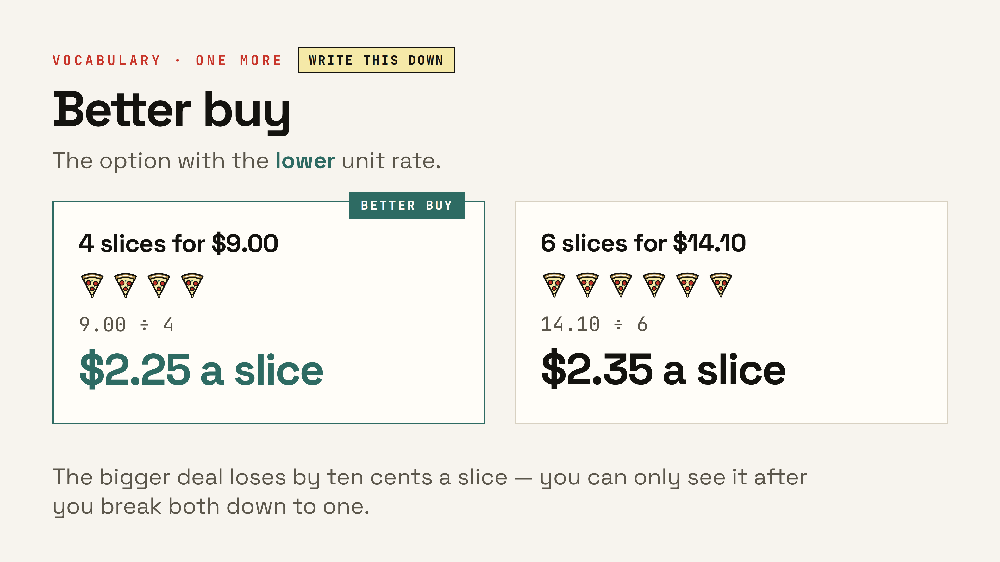 VOCABULARY · ONE MORE
WRITE THIS DOWN
Better buy
The option with the lower unit rate.
BETTER BUY
4 slices for $9.00
9.00 ÷ 4
$2.25 a slice
6 slices for $14.10
14.10 ÷ 6
$2.35 a slice
The bigger deal loses by ten cents a slice — you can only see it after
you break both down to one.